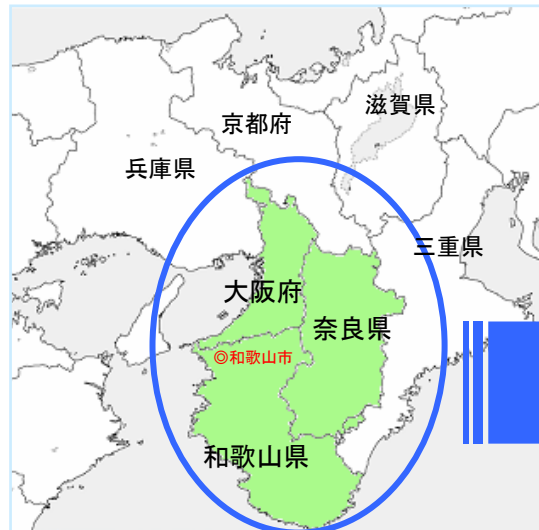 滋賀県
京都府
兵庫県
三重県
大阪府
奈良県
◎和歌山市
和歌山県